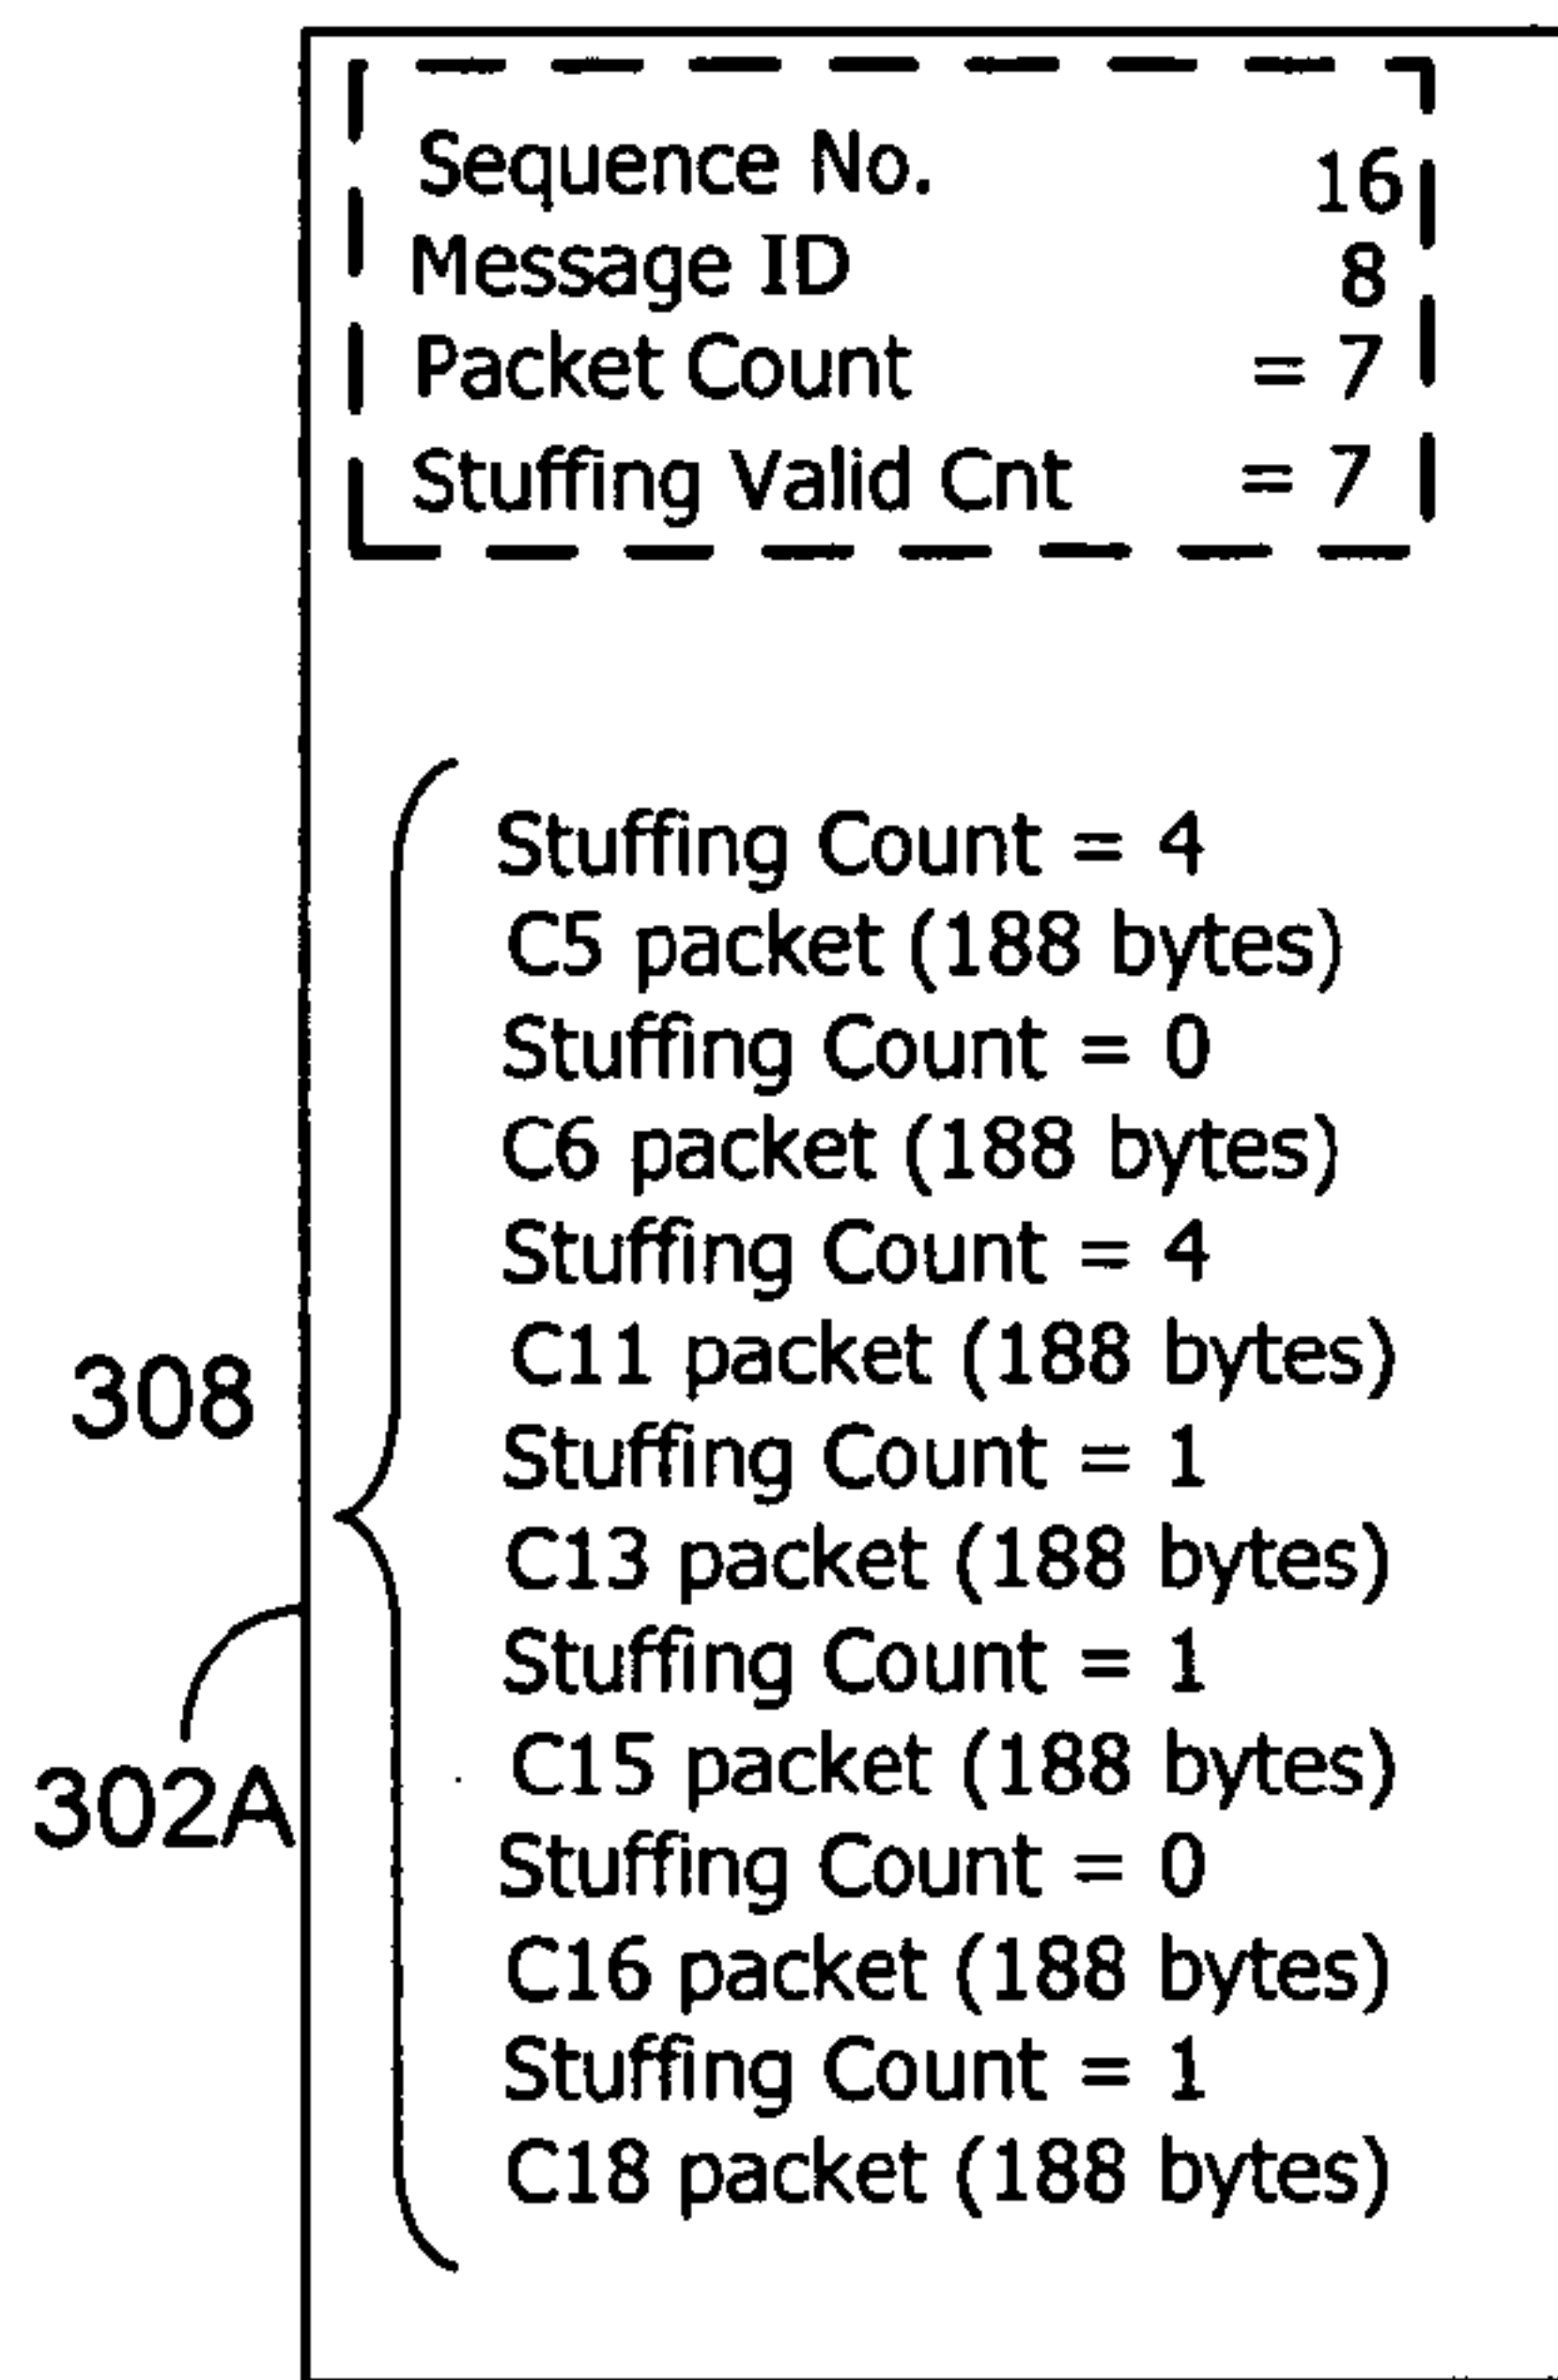 Sequence No. 16
Message ID 8
Packet Count = 7
Stuffing Valid Cnt = 7
Stuffing Count = 4
C5 packet (188 bytes)
Stuffing Count = 0
C6 packet (188 bytes)
Stuffing Count = 4
C11 packet (188 bytes)
308
Stuffing Count = 1
C13 packet (188 bytes)
Stuffing Count = 1
C15 packet (188 bytes)
302A
Stuffing Count = 0
C16 packet (188 bytes)
Stuffing Count = 1
C18 packet (188 bytes)